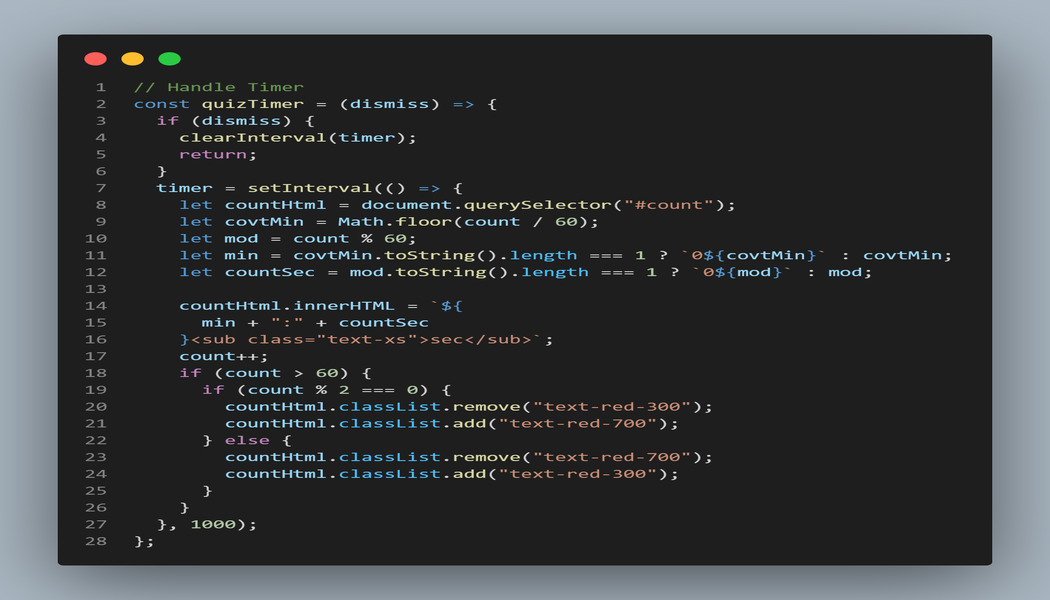 1 // Handle Timer
2 const quizTimer = (dismiss) => {
3   if (dismiss) {
4     clearInterval(timer);
5     return;
6   }
7   timer = setInterval(() => {
8     let countHtml = document.querySelector("#count");
9     let covtMin = Math.floor(count / 60);
10     let mod = count % 60;
11     let min = covtMin.toString().length === 1 ? `0${covtMin}` : covtMin;
12     let countSec = mod.toString().length === 1 ? `0${mod}` : mod;
13
14     countHtml.innerHTML = `${
15       min + ":" + countSec
16     }<sub class="text-xs">sec</sub>`;
17     count++;
18     if (count > 60) {
19       if (count % 2 === 0) {
20         countHtml.classList.remove("text-red-300");
21         countHtml.classList.add("text-red-700");
22       } else {
23         countHtml.classList.remove("text-red-700");
24         countHtml.classList.add("text-red-300");
25       }
26     }
27   }, 1000);
28 };